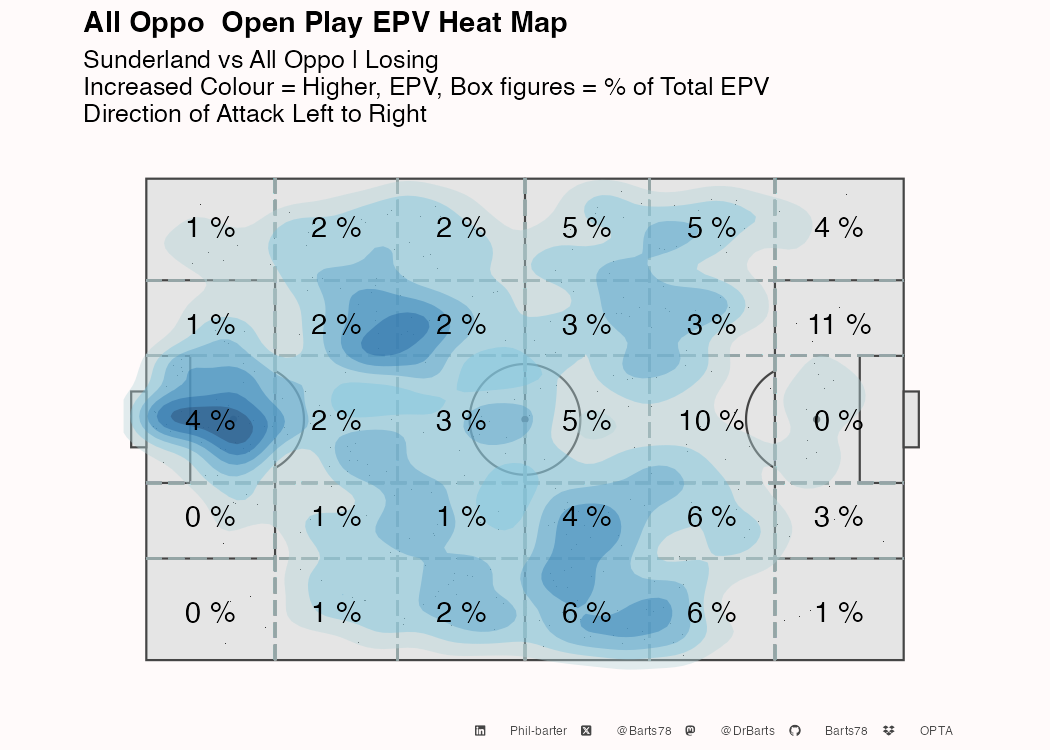 All Oppo  Open Play EPV Heat Map
Sunderland vs All Oppo | Losing
Increased Colour = Higher, EPV, Box figures = % of Total EPV
Direction of Attack Left to Right
1 % 2 % 2 % 5 % 5 % 4 %
1 % 2 % 2 % 3 % 3 % 11 %
4 % 2 % 3 % 5 % 10 % 0 %
0 % 1 % 1 % 4 % 6 % 3 %
0 % 1 % 2 % 6 % 6 % 1 %
Phil-barter @Barts78 @DrBarts Barts78 OPTA